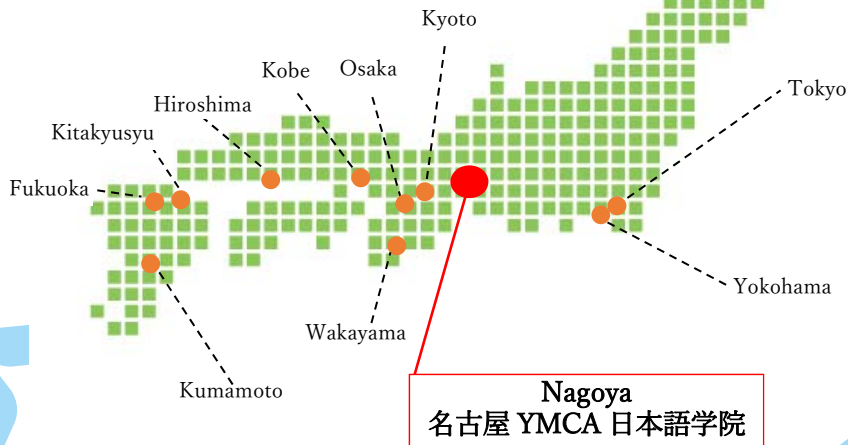 Kyoto
Kobe
Osaka
Tokyo
Hiroshima
Kitakyusyu
Fukuoka
Yokohama
Wakayama
Kumamoto
Nagoya
名古屋 YMCA 日本語学院